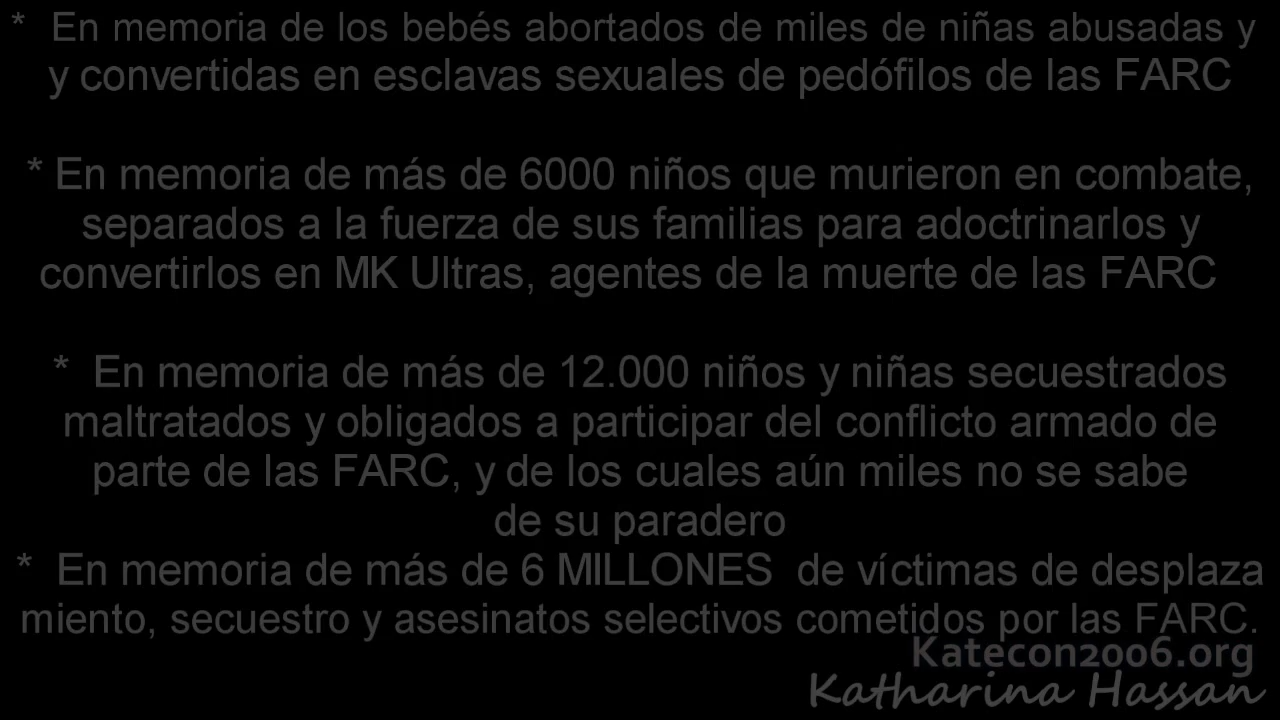 * En memoria de los bebés abortados de miles de niñas abusadas y
y convertidas en esclavas sexuales de pedófilos de las FARC
* En memoria de más de 6000 niños que murieron en combate,
separados a la fuerza de sus familias para adoctrinarlos y
convertirlos en MK Ultras, agentes de la muerte de las FARC
* En memoria de más de 12.000 niños y niñas secuestrados
maltratados y obligados a participar del conflicto armado de
parte de las FARC, y de los cuales aún miles no se sabe
de su paradero
* En memoria de más de 6 MILLONES de víctimas de desplaza
miento, secuestro y asesinatos selectivos cometidos por las FARC.
Katecon2006.org
Katharina Hassan